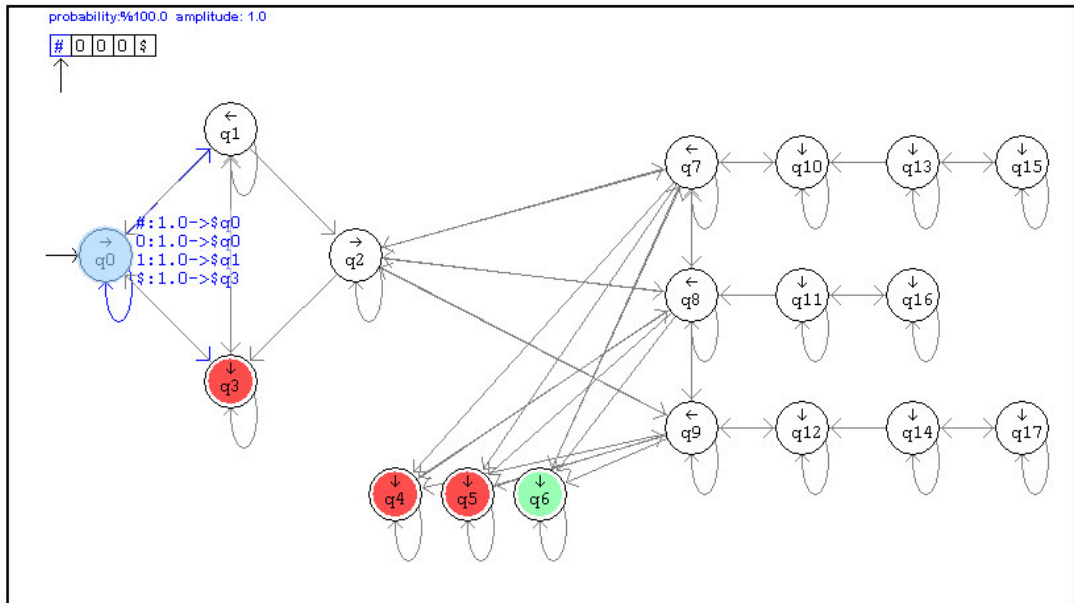 probability:%100.0 amplitude: 1.0
# 0 0 0 $
← q1
← q7
↓ q10
↓ q13
↓ q15
#:1.0->$q0
0:1.0->$q0
1:1.0->$q1
$:1.0->$q3
→ q0
→ q2
← q8
↓ q11
↓ q16
↓ q3
← q9
↓ q12
↓ q14
↓ q17
↓ q4
↓ q5
↓ q6